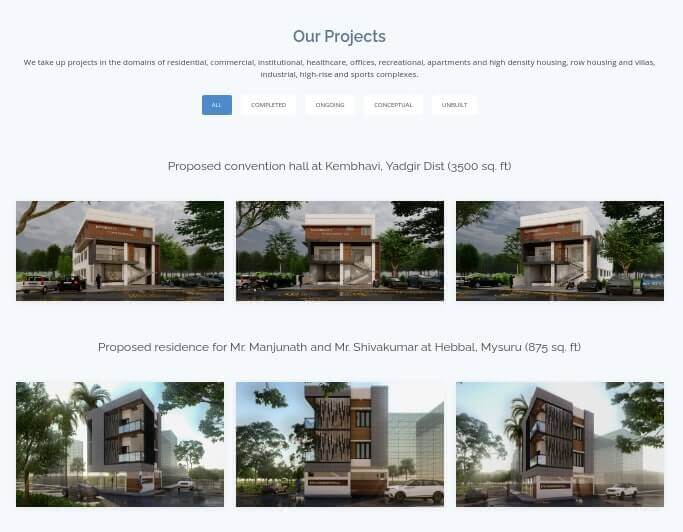 Our Projects
We take up projects in the domains of residential, commercial, institutional, healthcare, offices, recreational, apartments and high density housing, row housing and villas,
industrial, high-rise and sports complexes.
ALL COMPLETED ONGOING CONCEPTUAL UNBUILT
Proposed convention hall at Kembhavi, Yadgir Dist (3500 sq. ft)
Proposed residence for Mr. Manjunath and Mr. Shivakumar at Hebbal, Mysuru (875 sq. ft)